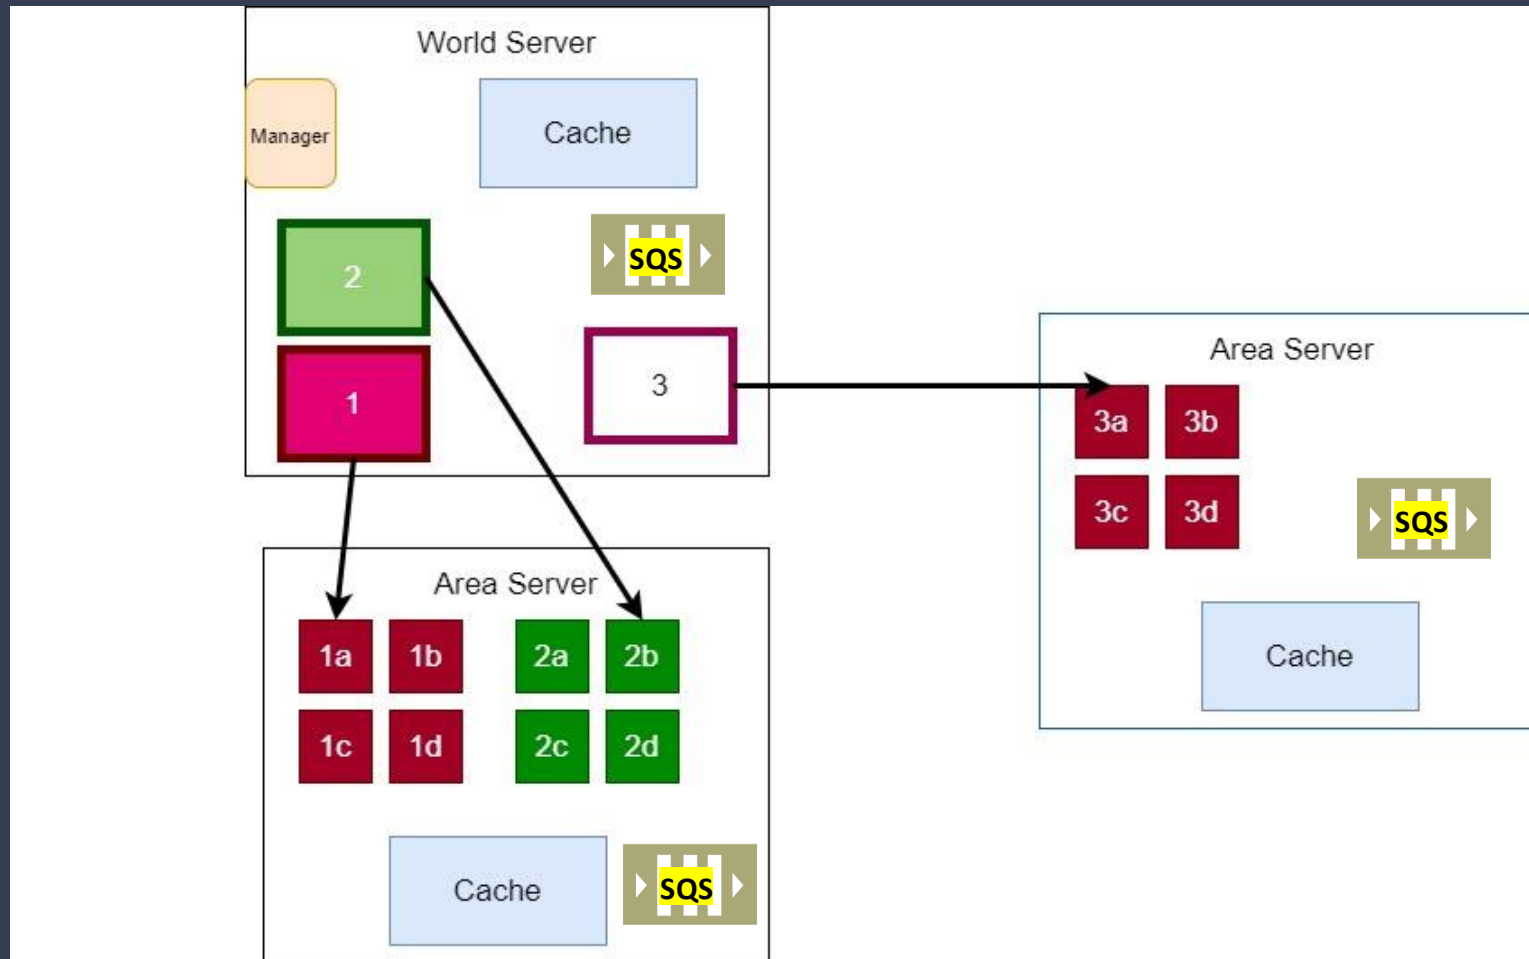 World Server
Manager
Cache
2
SQS
1
3
Area Server
3a
3b
3c
3d
SQS
Cache
Area Server
1a
1b
2a
2b
1c
1d
2c
2d
Cache
SQS